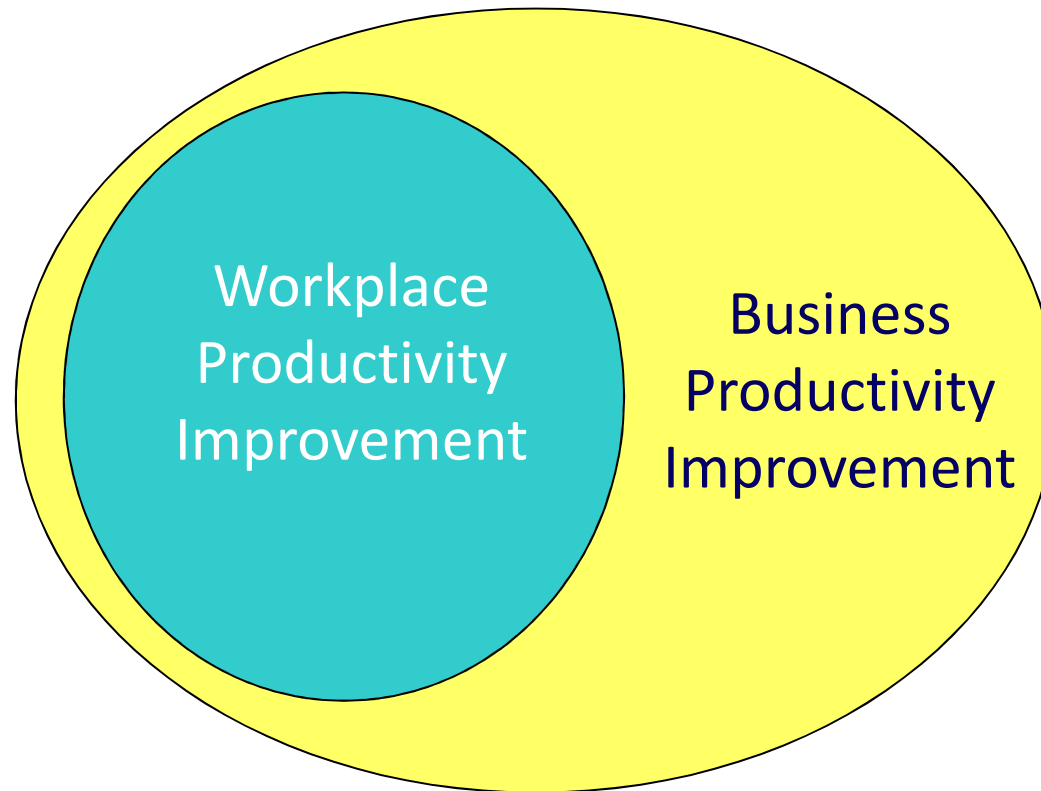 Workplace
Productivity
Improvement
Business
Productivity
Improvement